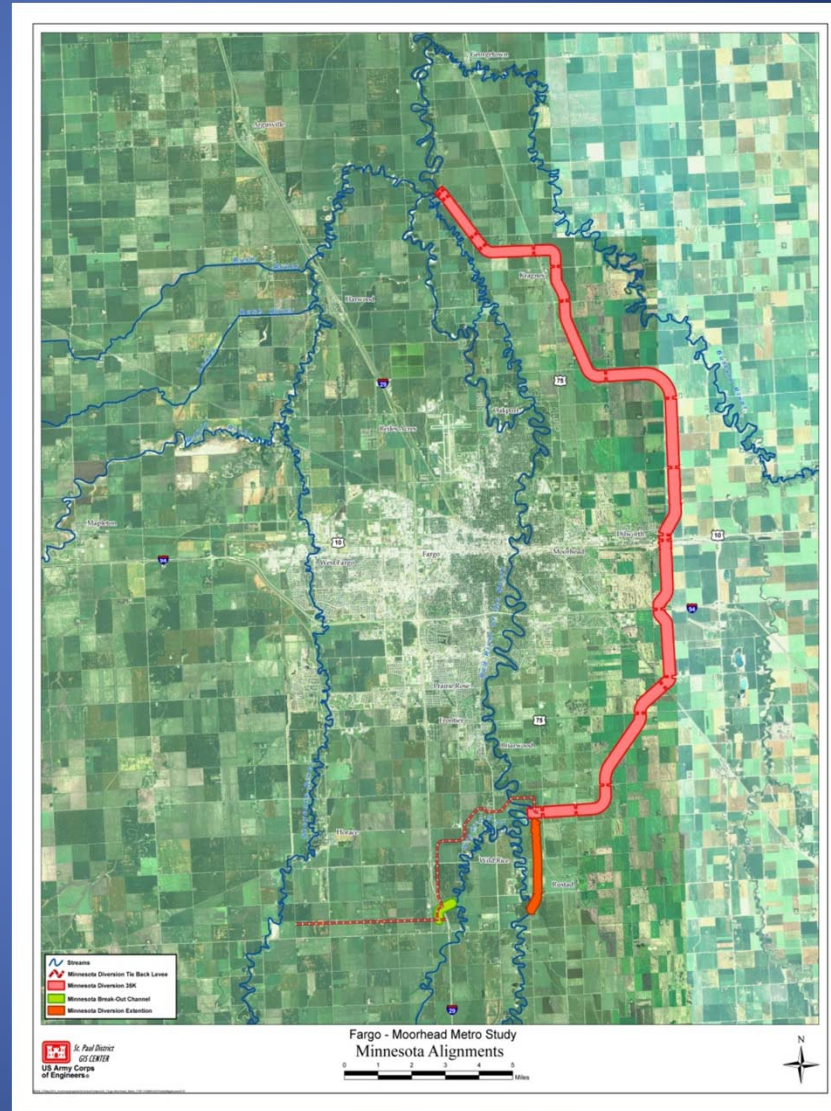 Georgetown
Argusville
Harwood
Kragnes
29
75
Reiles Acres
Oakport
Mapleton
10
West Fargo
Fargo
Moorhead
Dilworth
10
94
94
Prairie Rose
Frontier
75
Briarwood
Horace
Wild Rice
Rustad
29
Streams
Minnesota Diversion Tie Back Levee
Minnesota Diversion 35K
Minnesota Break-Out Channel
Minnesota Diversion Extention
St. Paul District
GIS CENTER
US Army Corps
of Engineers®
Fargo - Moorhead Metro Study
Minnesota Alignments
0 1 2 3 4 5
Miles
N